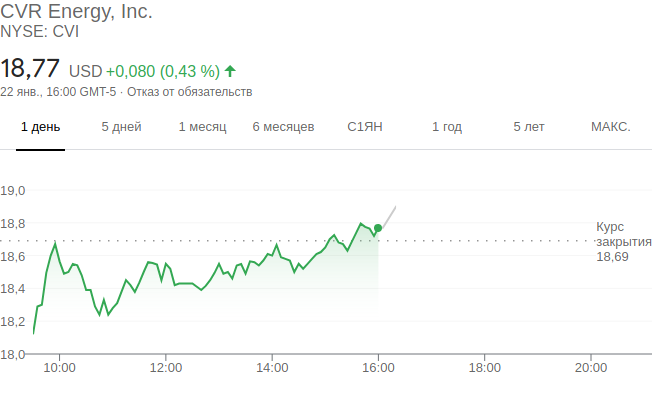 CVR Energy, Inc.
NYSE: CVI
18,77 USD +0,080 (0,43 %)
22 янв., 16:00 GMT-5 · Отказ от обязательств
1 день 5 дней 1 месяц 6 месяцев С1ЯН 1 год 5 лет МАКС.
19,0
18,8
Курс
закрытия
18,69
18,6
18,4
18,2
18,0
10:00 12:00 14:00 16:00 18:00 20:00